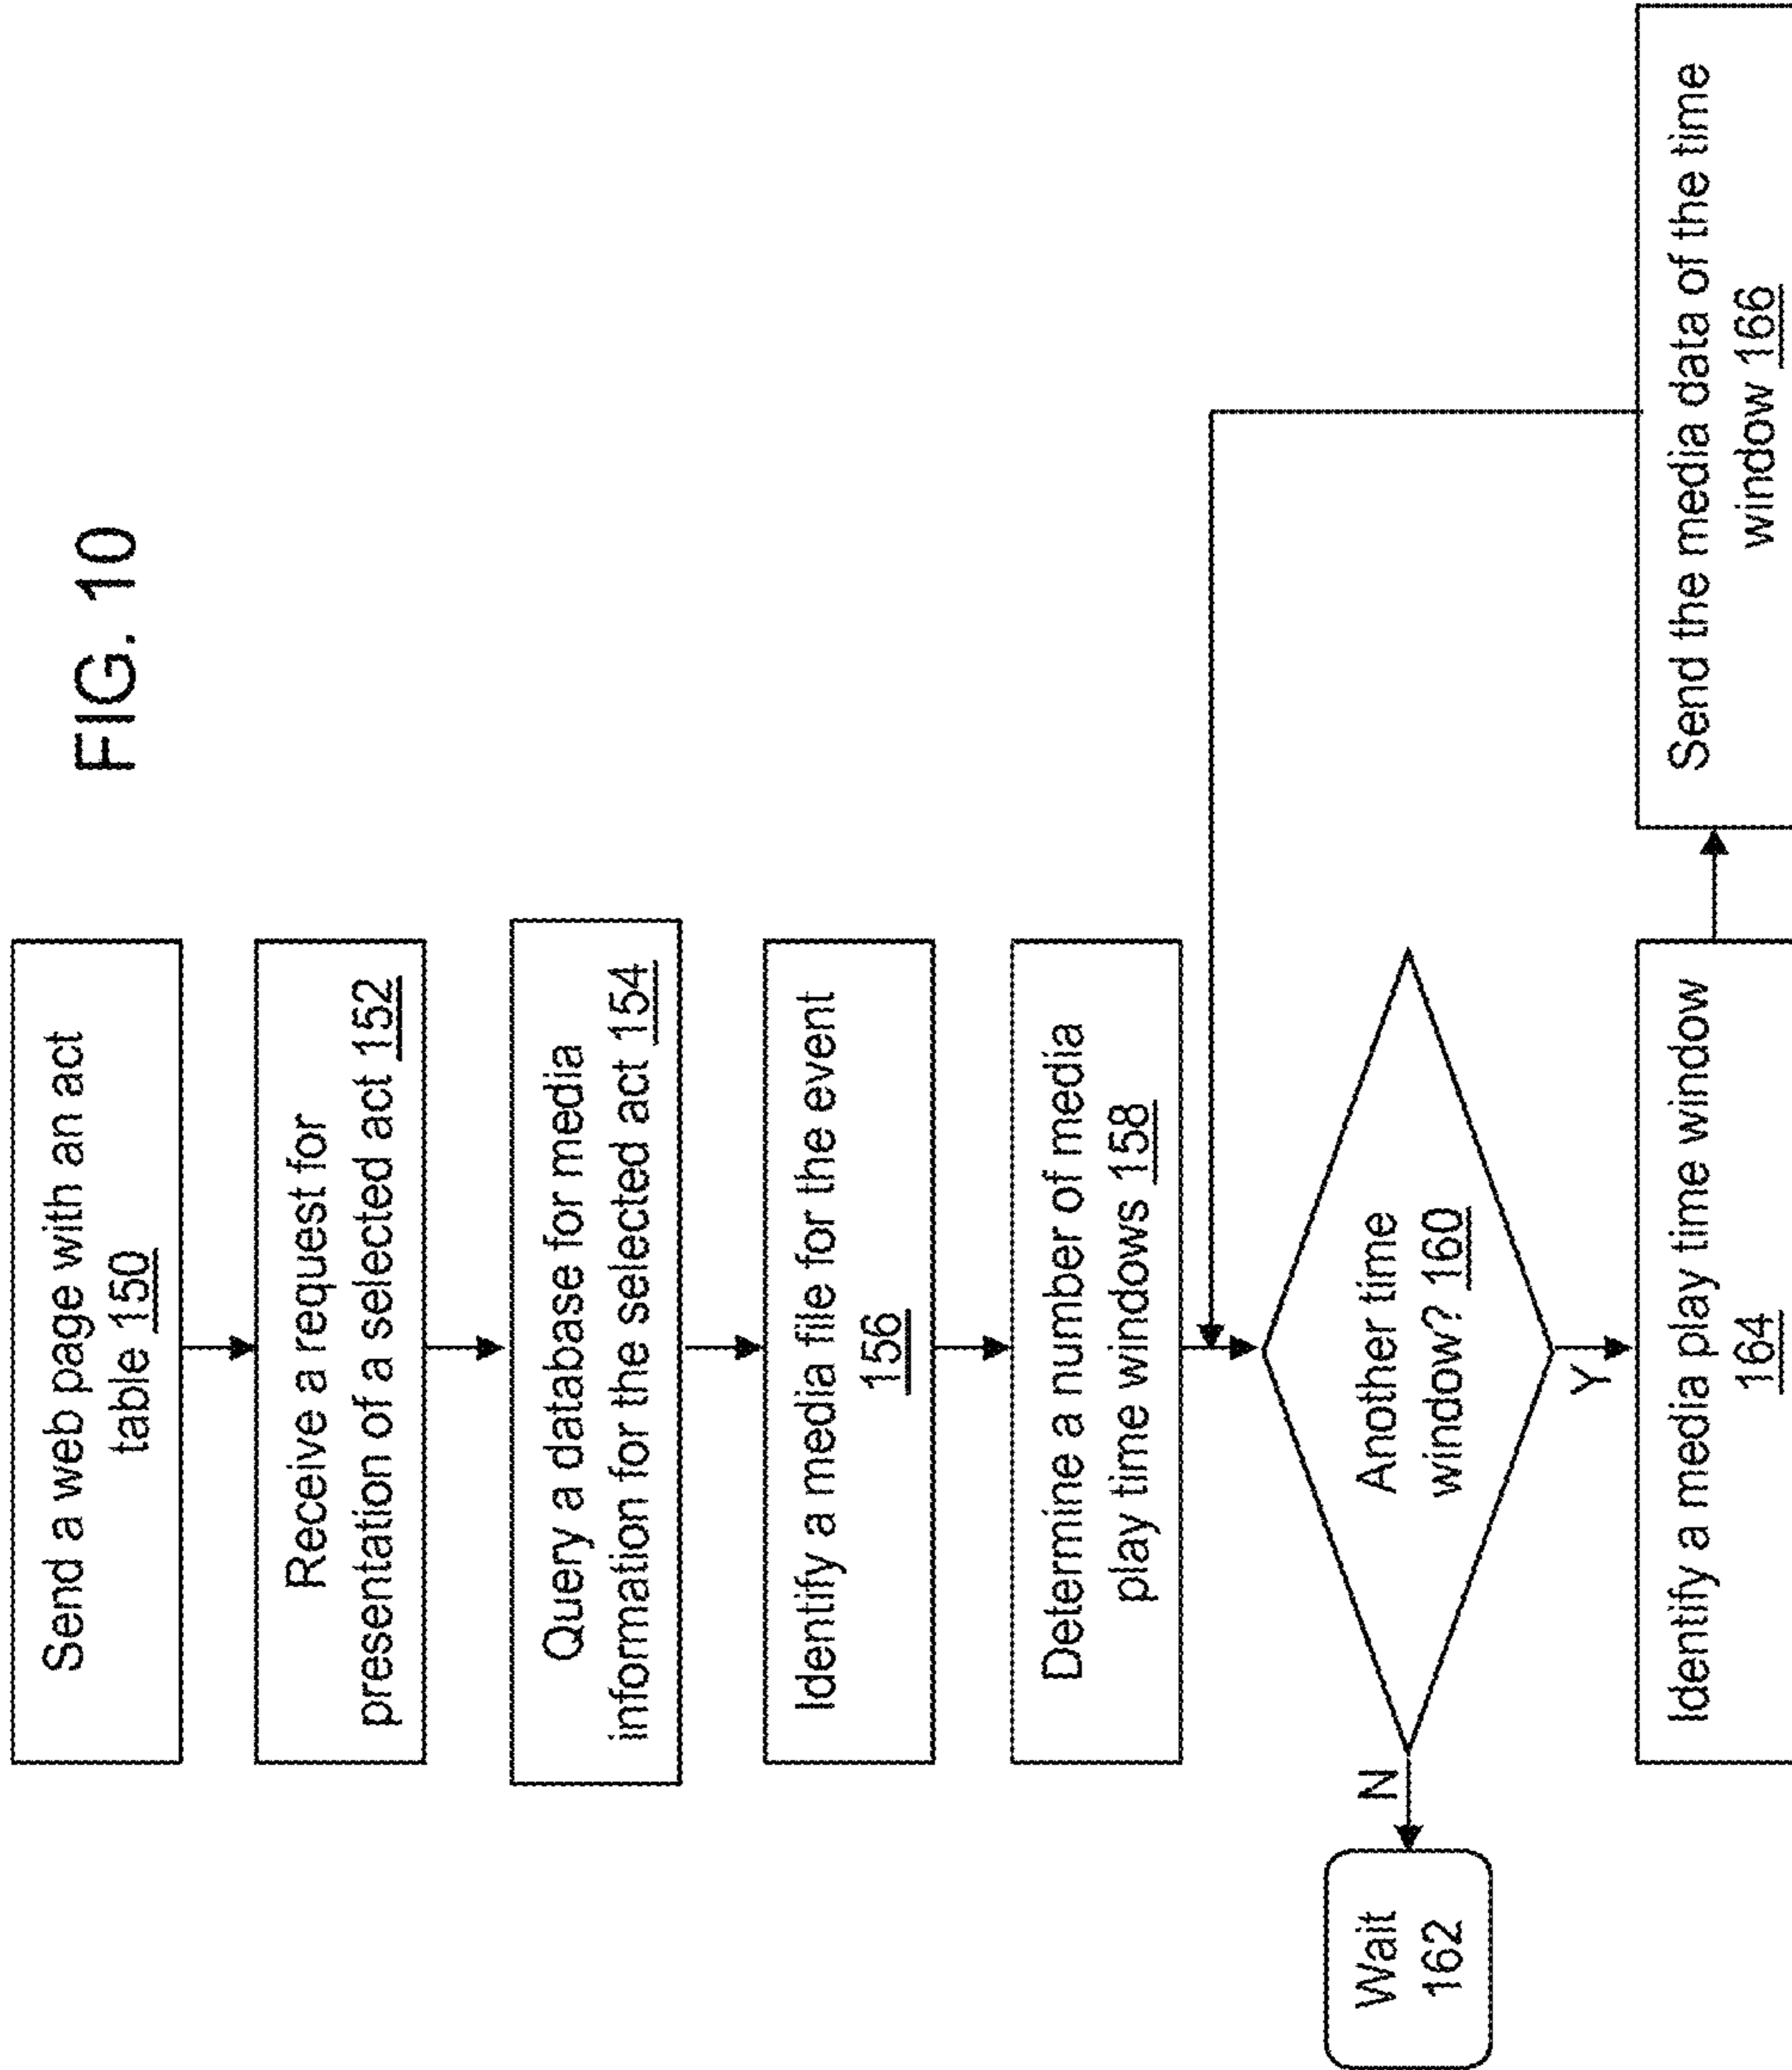 FIG. 10
Send a web page with an act
table 150
Receive a request for
presentation of a selected act 152
Query a database for media
information for the selected act 154
Identify a media file for the event
156
Determine a number of media
play time windows 158
Another time
window? 160
N
Wait
162
Y
Identify a media play time window
164
Send the media data of the time
window 166